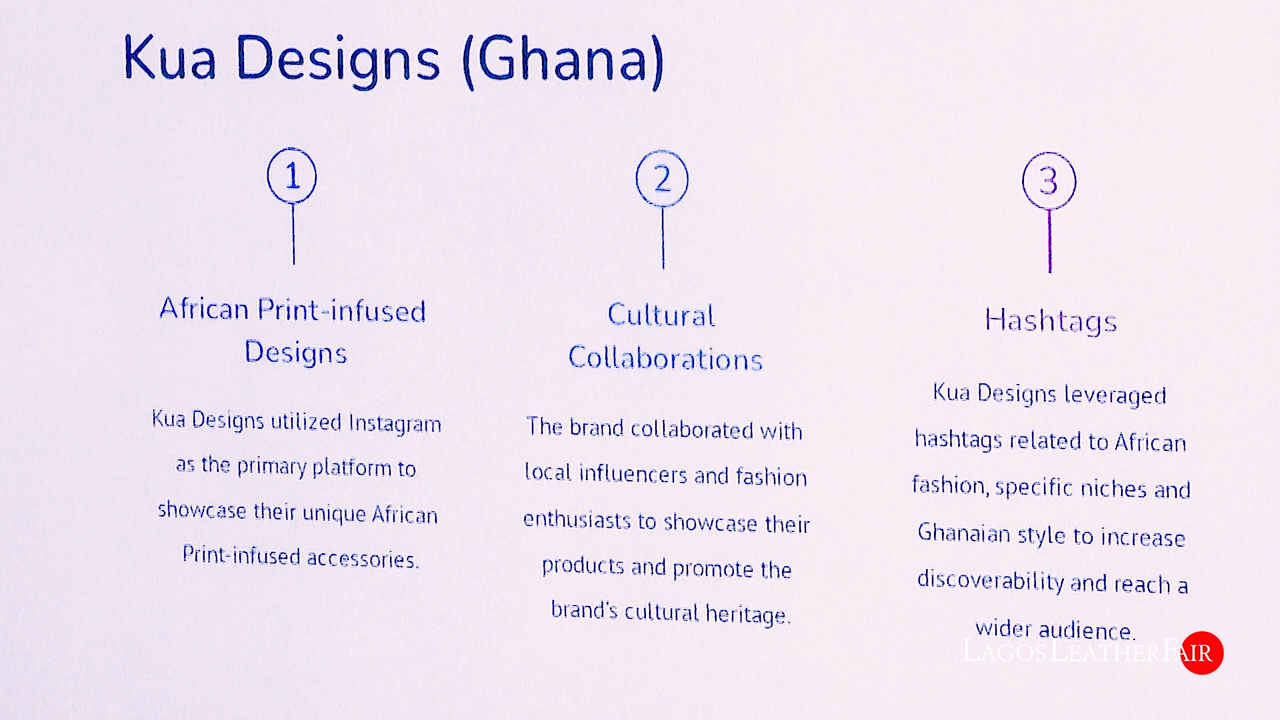 Kua Designs (Ghana)
1
African Print-infused
Designs
Kua Designs utilized Instagram
as the primary platform to
showcase their unique African
Print-infused accessories.
2
Cultural
Collaborations
The brand collaborated with
local influencers and fashion
enthusiasts to showcase their
products and promote the
brand's cultural heritage.
3
Hashtags
Kua Designs leveraged
hashtags related to African
fashion, specific niches and
Ghanaian style to increase
discoverability and reach a
wider audience.
LAGOS LEATHER FAIR